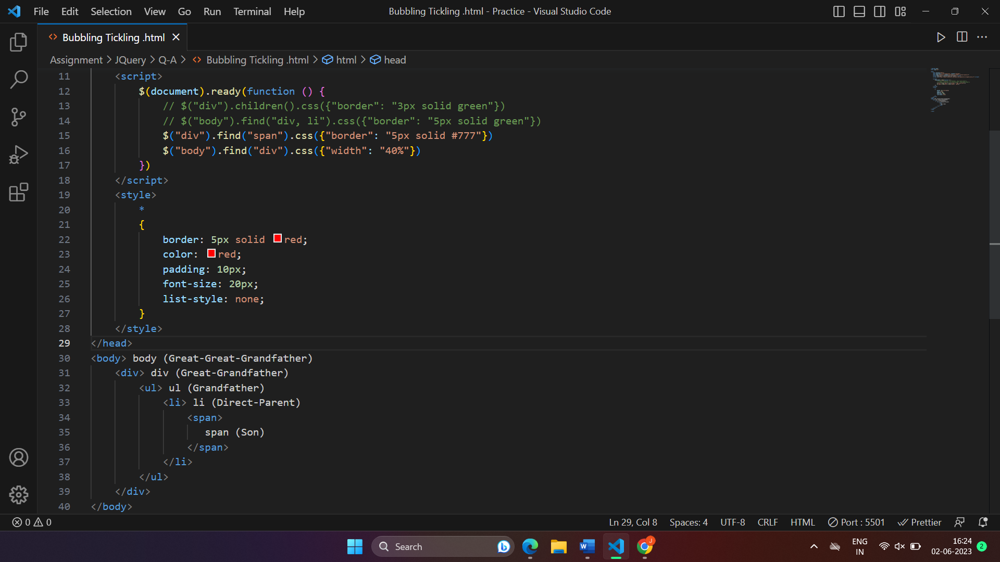 File Edit Selection View Go Run Terminal Help
Bubbling Tickling .html - Practice - Visual Studio Code
Bubbling Tickling .html
Assignment > JQuery > Q-A > Bubbling Tickling .html > html > head
11 <script>
12 $(document).ready(function () {
13 // $("div").children().css({"border": "3px solid green"})
14 // $("body").find("div, li").css({"border": "5px solid green"})
15 $("div").find("span").css({"border": "5px solid #777"})
16 $("body").find("div").css({"width": "40%"})
17 })
18 </script>
19 <style>
20 *
21 {
22 border: 5px solid red;
23 color: red;
24 padding: 10px;
25 font-size: 20px;
26 list-style: none;
27 }
28 </style>
29 </head>
30 <body> body (Great-Great-Grandfather)
31 <div> div (Great-Grandfather)
32 <ul> ul (Grandfather)
33 <li> li (Direct-Parent)
34 <span>
35 span (Son)
36 </span>
37 </li>
38 </ul>
39 </div>
40 </body>
0 0 Ln 29, Col 8 Spaces: 4 UTF-8 CRLF HTML Port : 5501 Prettier
Search
J
W
ENG
IN
16:24
02-06-2023
2